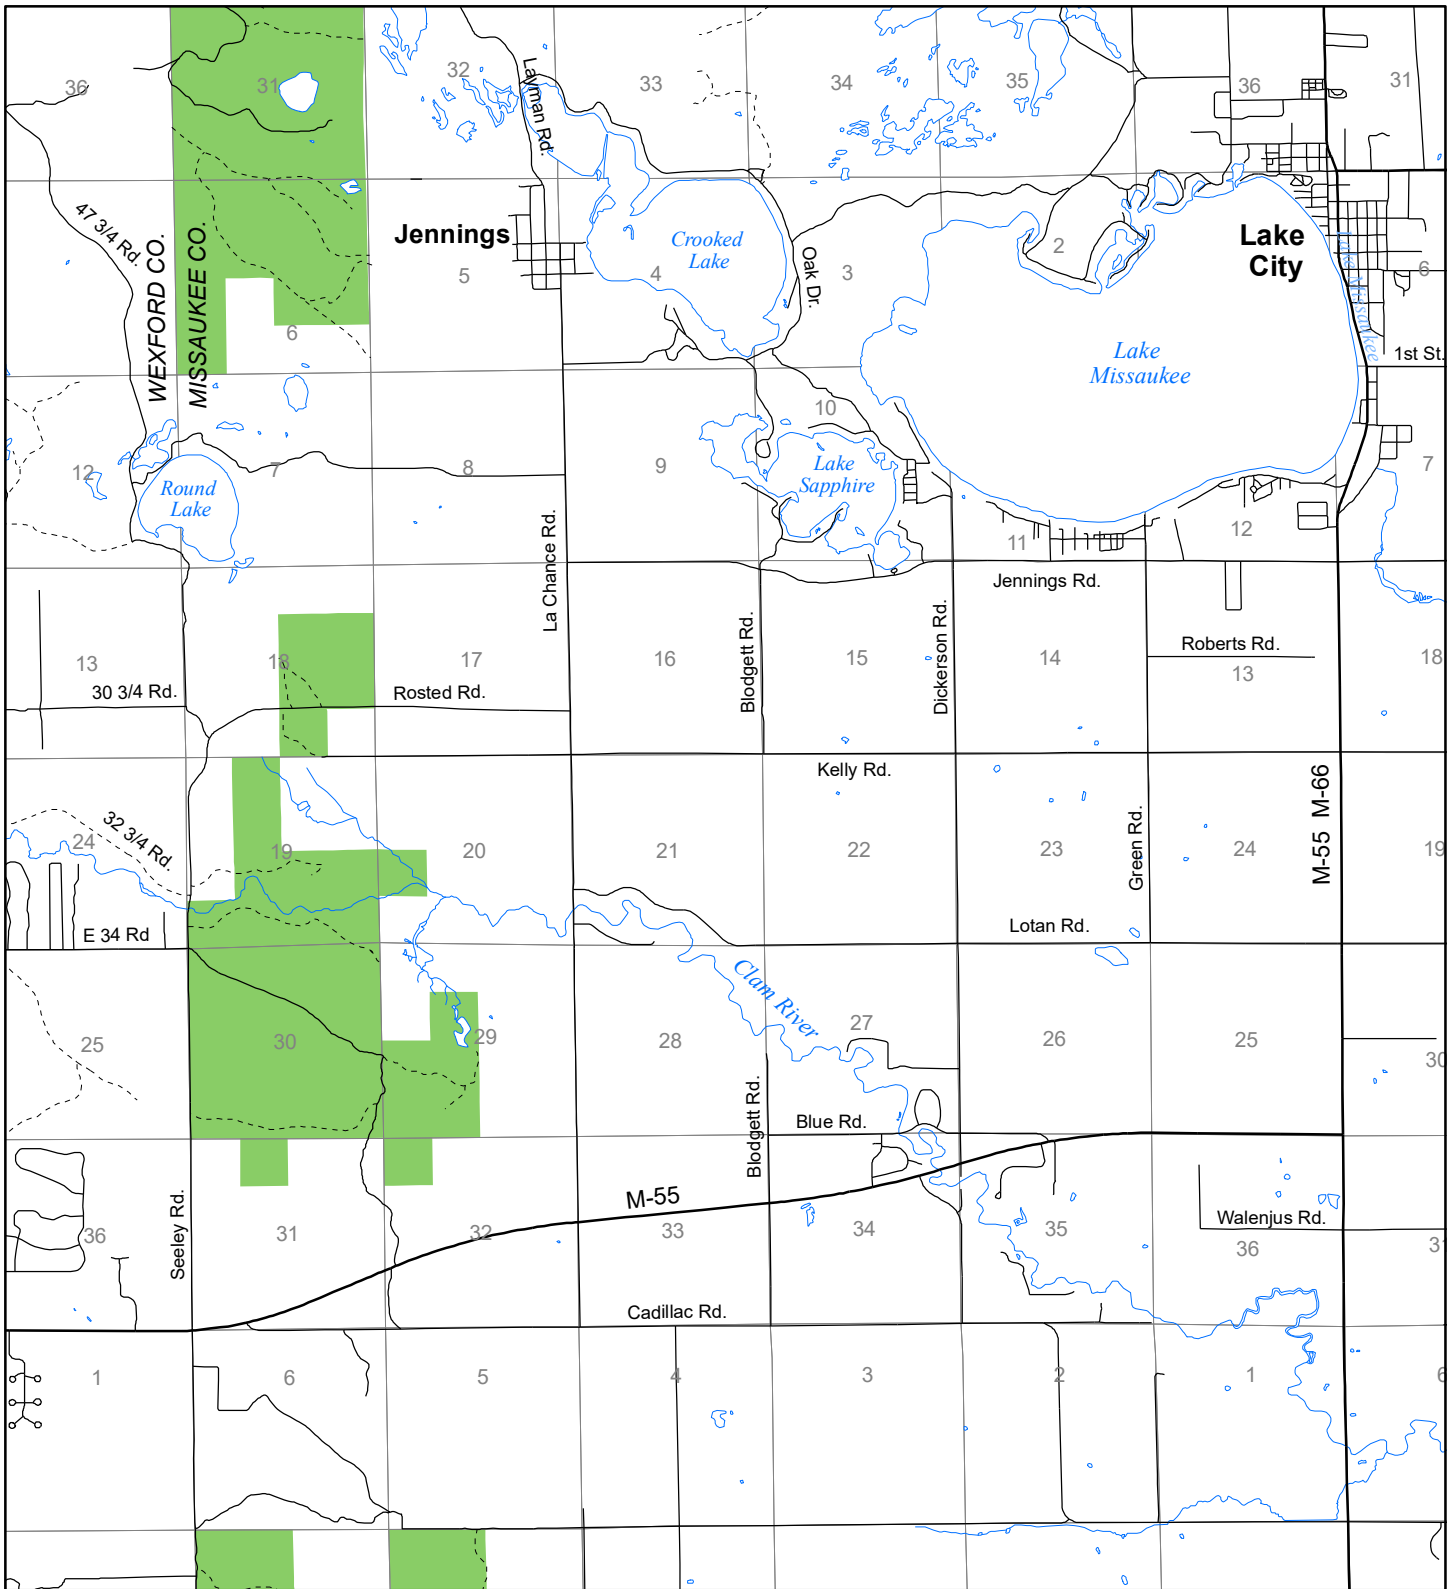 36
31
32
33
34
35
36
31
Layman Rd.
47 3/4 Rd.
WEXFORD CO.
MISSAUKEE CO.
Jennings
5
4
Crooked
Lake
Oak Dr.
3
2
Lake
City
Lake Missaukee
6
6
Lake
Missaukee
1st St.
12
7
8
9
10
Round
Lake
Lake
Sapphire
11
12
7
La Chance Rd.
Jennings Rd.
Blodgett Rd.
Dickerson Rd.
Roberts Rd.
13
18
17
16
15
14
13
18
30 3/4 Rd.
Rosted Rd.
Kelly Rd.
M-55 M-66
32 3/4 Rd.
24
19
20
21
22
23
Green Rd.
24
19
E 34 Rd
Lotan Rd.
Clam River
25
30
29
28
27
26
25
30
Blodgett Rd.
Blue Rd.
M-55
Seeley Rd.
36
31
32
33
34
35
Walenjus Rd.
36
31
Cadillac Rd.
1
6
5
4
3
2
1
6